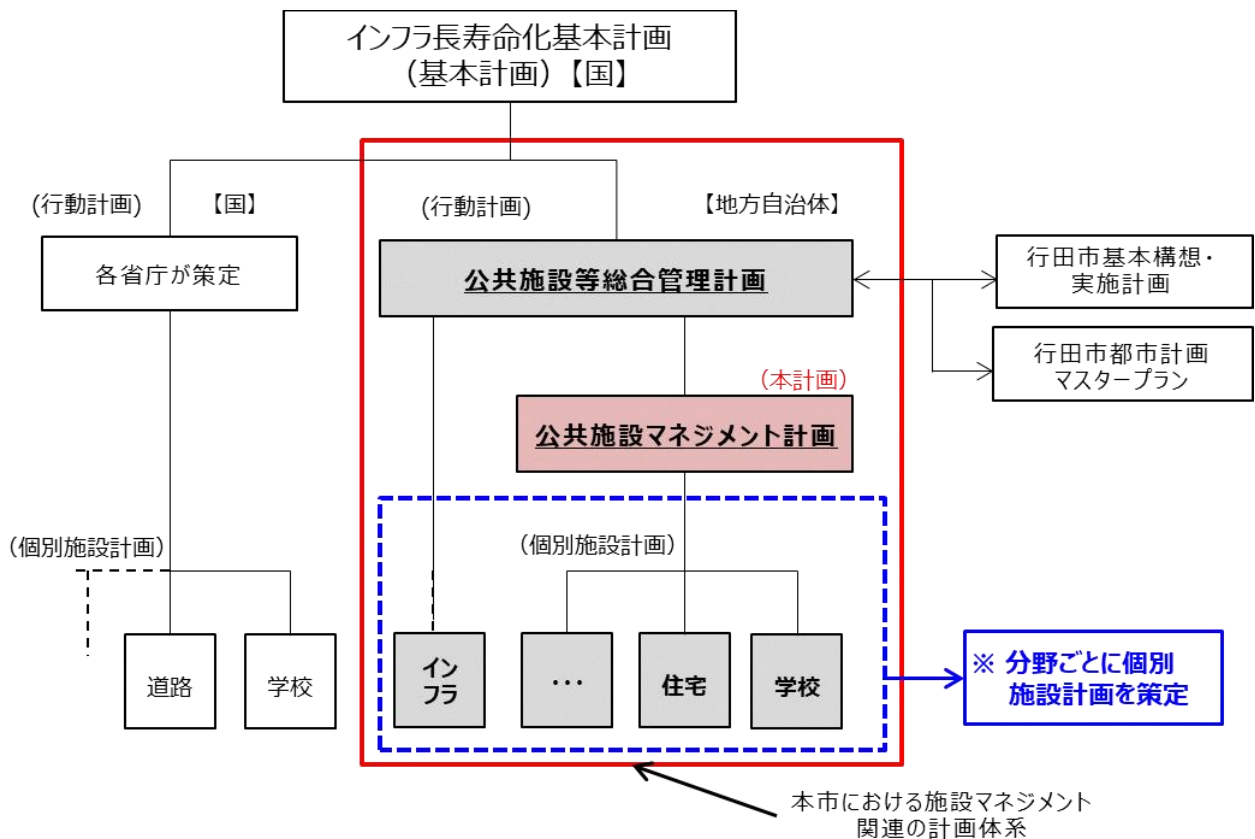 インフラ長寿命化基本計画
(基本計画)【国】
(行動計画)
【国】
(行動計画)
【地方自治体】
各省庁が策定
公共施設等総合管理計画
行田市基本構想・
実施計画
行田市都市計画
マスタープラン
(本計画)
公共施設マネジメント計画
(個別施設計画)
(個別施設計画)
道路
学校
イン
フラ
・・・
住宅
学校
※ 分野ごとに個別
施設計画を策定
本市における施設マネジメント
関連の計画体系